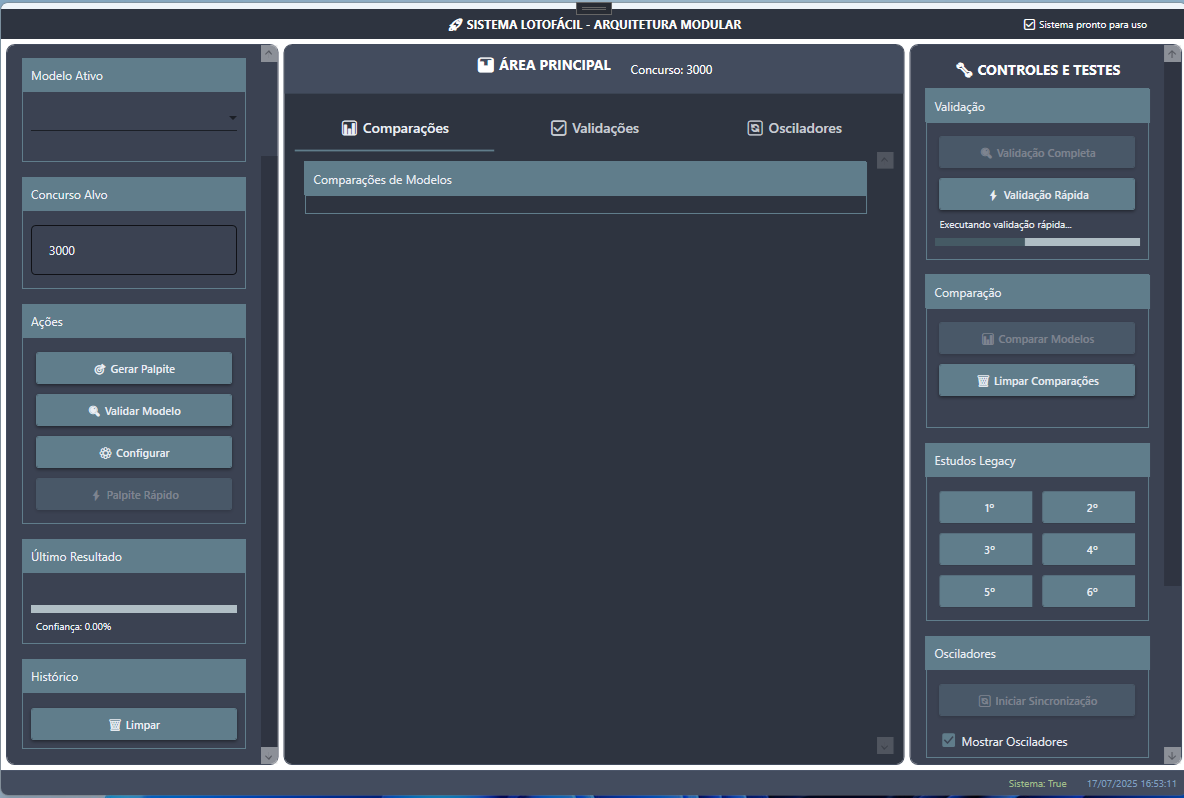 SISTEMA LOTOFÁCIL - ARQUITETURA MODULAR
Sistema pronto para uso
Modelo Ativo
Concurso Alvo
3000
Ações
Gerar Palpite
Validar Modelo
Configurar
Palpite Rápido
Último Resultado
Confiança: 0.00%
Histórico
Limpar
ÁREA PRINCIPAL
Concurso: 3000
Comparações
Validações
Osciladores
Comparações de Modelos
CONTROLES E TESTES
Validação
Validação Completa
Validação Rápida
Executando validação rápida...
Comparação
Comparar Modelos
Limpar Comparações
Estudos Legacy
1º 2º
3º 4º
5º 6º
Osciladores
Iniciar Sincronização
Mostrar Osciladores
Sistema: True
17/07/2025 16:53:11